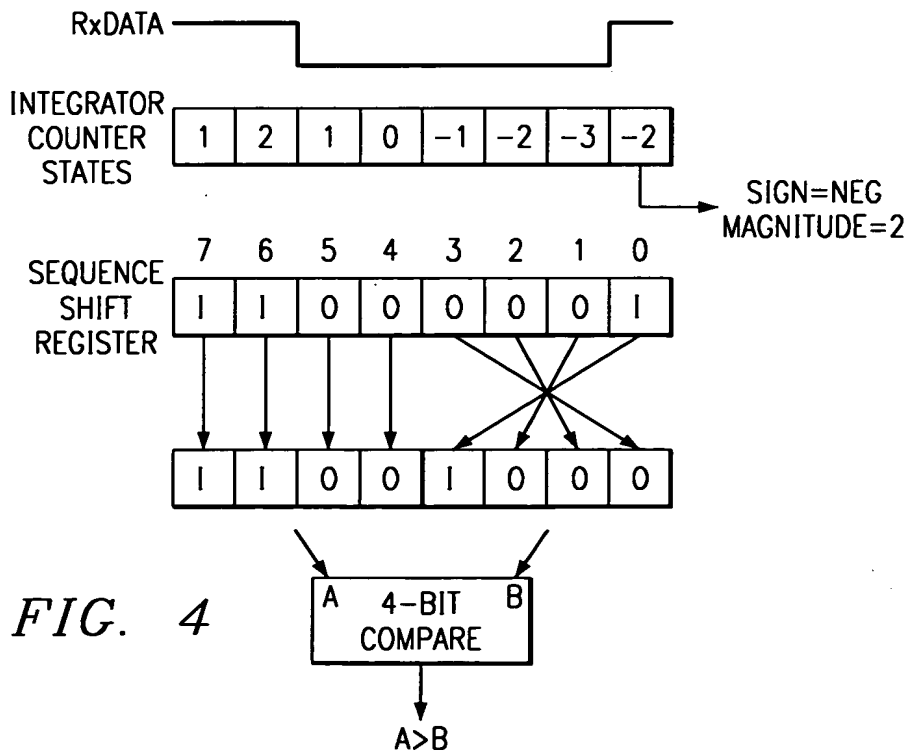 RxDATA
INTEGRATOR
COUNTER
STATES
1 2 1 0 −1 −2 −3 −2
SIGN=NEG
MAGNITUDE=2
7 6 5 4 3 2 1 0
SEQUENCE
SHIFT
REGISTER
1 1 0 0 0 0 0 1
1 1 0 0 1 0 0 0
A 4−BIT B
COMPARE
FIG. 4
A>B